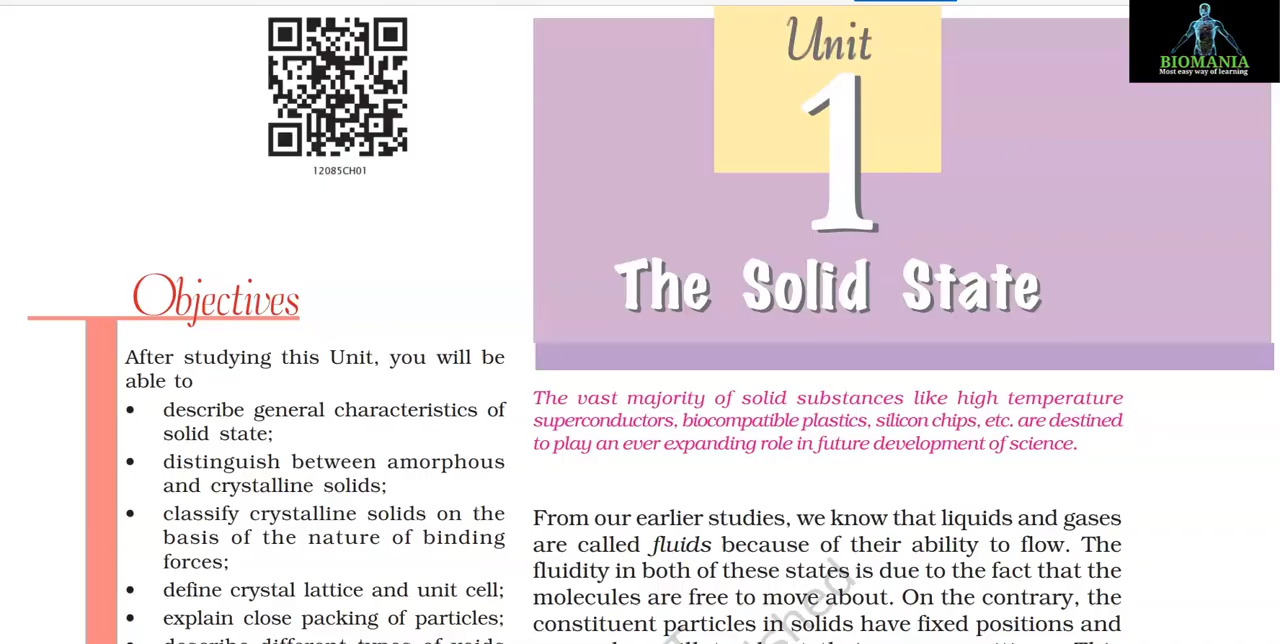 12085CH01
Unit
1
The Solid State
BIOMANIA
Most easy way of learning
Objectives
After studying this Unit, you will be
able to
• describe general characteristics of
solid state;
• distinguish between amorphous
and crystalline solids;
• classify crystalline solids on the
basis of the nature of binding
forces;
• define crystal lattice and unit cell;
• explain close packing of particles;
• describe different types of voids
The vast majority of solid substances like high temperature
superconductors, biocompatible plastics, silicon chips, etc. are destined
to play an ever expanding role in future development of science.
From our earlier studies, we know that liquids and gases
are called fluids because of their ability to flow. The
fluidity in both of these states is due to the fact that the
molecules are free to move about. On the contrary, the
constituent particles in solids have fixed positions and